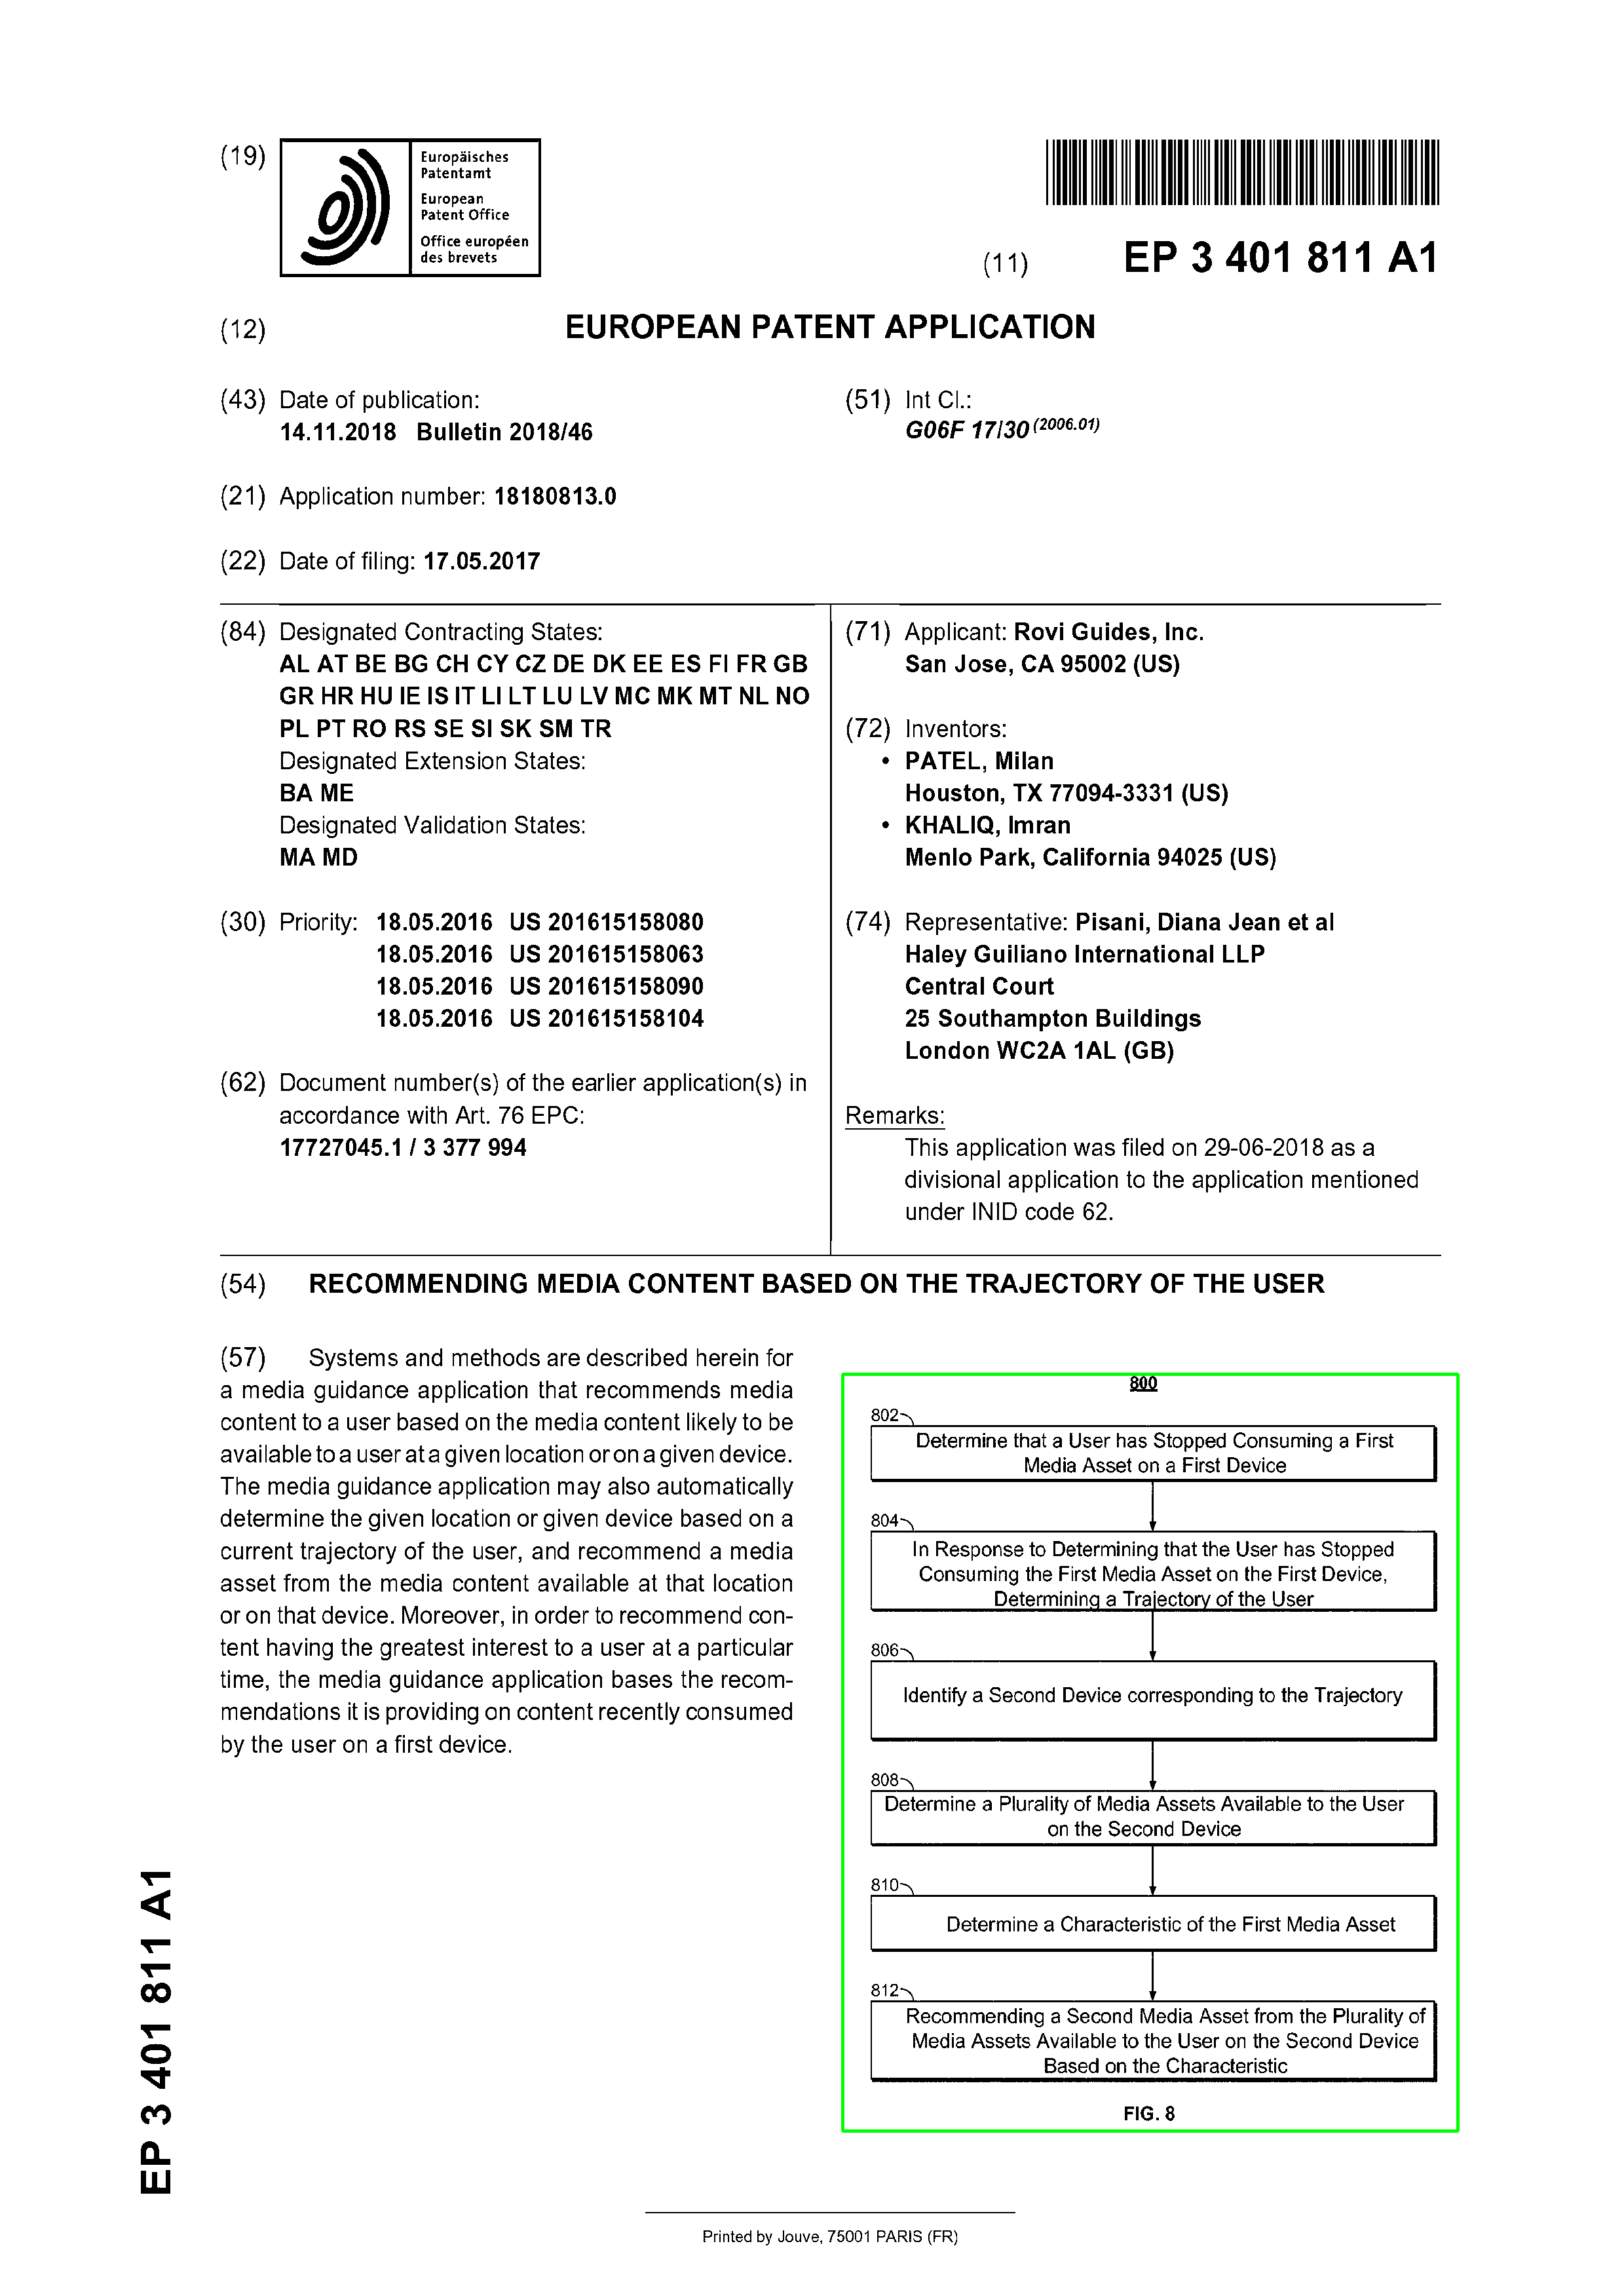 (19)
Europäisches
Patentamt
European
Patent Office
Office européen
des brevets
(11) EP 3 401 811 A1
(12) EUROPEAN PATENT APPLICATION
(43) Date of publication:
14.11.2018 Bulletin 2018/46
(51) Int Cl.:
G06F 17/30 (2006.01)
(21) Application number: 18180813.0
(22) Date of filing: 17.05.2017
(84) Designated Contracting States:
AL AT BE BG CH CY CZ DE DK EE ES FI FR GB
GR HR HU IE IS IT LI LT LU LV MC MK MT NL NO
PL PT RO RS SE SI SK SM TR
Designated Extension States:
BA ME
Designated Validation States:
MA MD
(30) Priority: 18.05.2016 US 201615158080
18.05.2016 US 201615158063
18.05.2016 US 201615158090
18.05.2016 US 201615158104
(62) Document number(s) of the earlier application(s) in
accordance with Art. 76 EPC:
17727045.1 / 3 377 994
(71) Applicant: Rovi Guides, Inc.
San Jose, CA 95002 (US)
(72) Inventors:
• PATEL, Milan
Houston, TX 77094-3331 (US)
• KHALIQ, Imran
Menlo Park, California 94025 (US)
(74) Representative: Pisani, Diana Jean et al
Haley Guiliano International LLP
Central Court
25 Southampton Buildings
London WC2A 1AL (GB)
Remarks:
This application was filed on 29-06-2018 as a
divisional application to the application mentioned
under INID code 62.
(54) RECOMMENDING MEDIA CONTENT BASED ON THE TRAJECTORY OF THE USER
(57) Systems and methods are described herein for
a media guidance application that recommends media
content to a user based on the media content likely to be
available to a user at a given location or on a given device.
The media guidance application may also automatically
determine the given location or given device based on a
current trajectory of the user, and recommend a media
asset from the media content available at that location
or on that device. Moreover, in order to recommend con-
tent having the greatest interest to a user at a particular
time, the media guidance application bases the recom-
mendations it is providing on content recently consumed
by the user on a first device.
800
802
Determine that a User has Stopped Consuming a First
Media Asset on a First Device
804
In Response to Determining that the User has Stopped
Consuming the First Media Asset on the First Device,
Determining a Trajectory of the User
806
Identify a Second Device corresponding to the Trajectory
808
Determine a Plurality of Media Assets Available to the User
on the Second Device
810
Determine a Characteristic of the First Media Asset
812
Recommending a Second Media Asset from the Plurality of
Media Assets Available to the User on the Second Device
Based on the Characteristic
FIG. 8
EP 3 401 811 A1
Printed by Jouve, 75001 PARIS (FR)